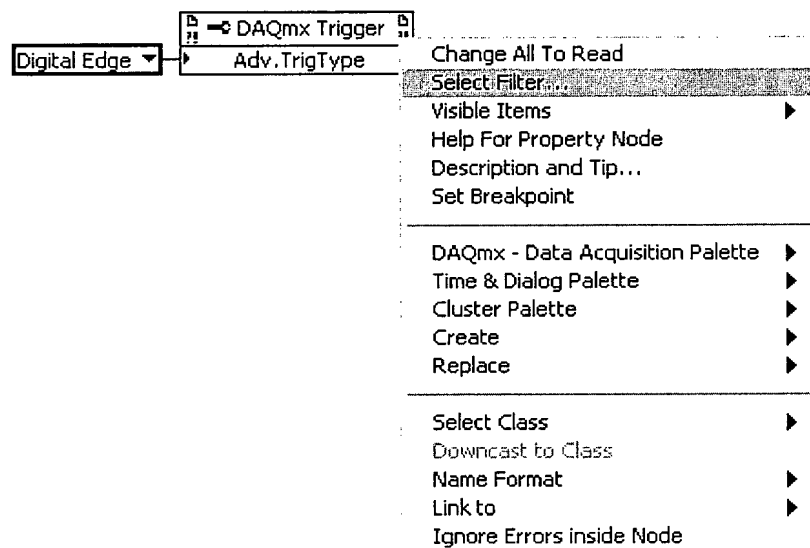 DAQmx Trigger
Digital Edge
Adv.TrigType
Change All To Read
Select Filter...
Visible Items
Help For Property Node
Description and Tip...
Set Breakpoint
DAQmx - Data Acquisition Palette
Time & Dialog Palette
Cluster Palette
Create
Replace
Select Class
Downcast to Class
Name Format
Link to
Ignore Errors inside Node